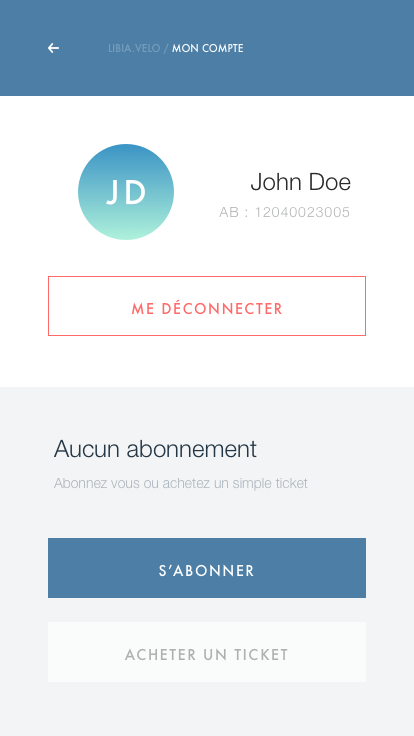 LIBIA.VELO / MON COMPTE
JD
John Doe
AB : 12040023005
ME DÉCONNECTER
Aucun abonnement
Abonnez vous ou achetez un simple ticket
S’ABONNER
ACHETER UN TICKET